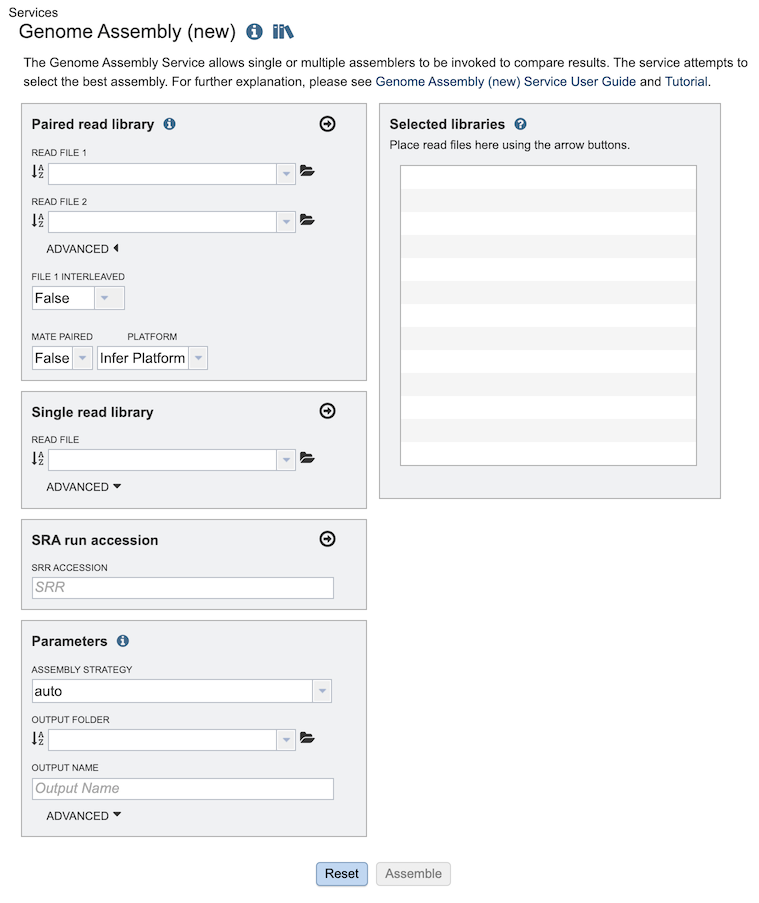 Services
Genome Assembly (new)
The Genome Assembly Service allows single or multiple assemblers to be invoked to compare results. The service attempts to
select the best assembly. For further explanation, please see Genome Assembly (new) Service User Guide and Tutorial.
Paired read library
READ FILE 1
READ FILE 2
ADVANCED
FILE 1 INTERLEAVED
False
MATE PAIRED PLATFORM
False Infer Platform
Single read library
READ FILE
ADVANCED
SRA run accession
SRR ACCESSION
SRR
Parameters
ASSEMBLY STRATEGY
auto
OUTPUT FOLDER
OUTPUT NAME
Output Name
ADVANCED
Selected libraries
Place read files here using the arrow buttons.
Reset Assemble